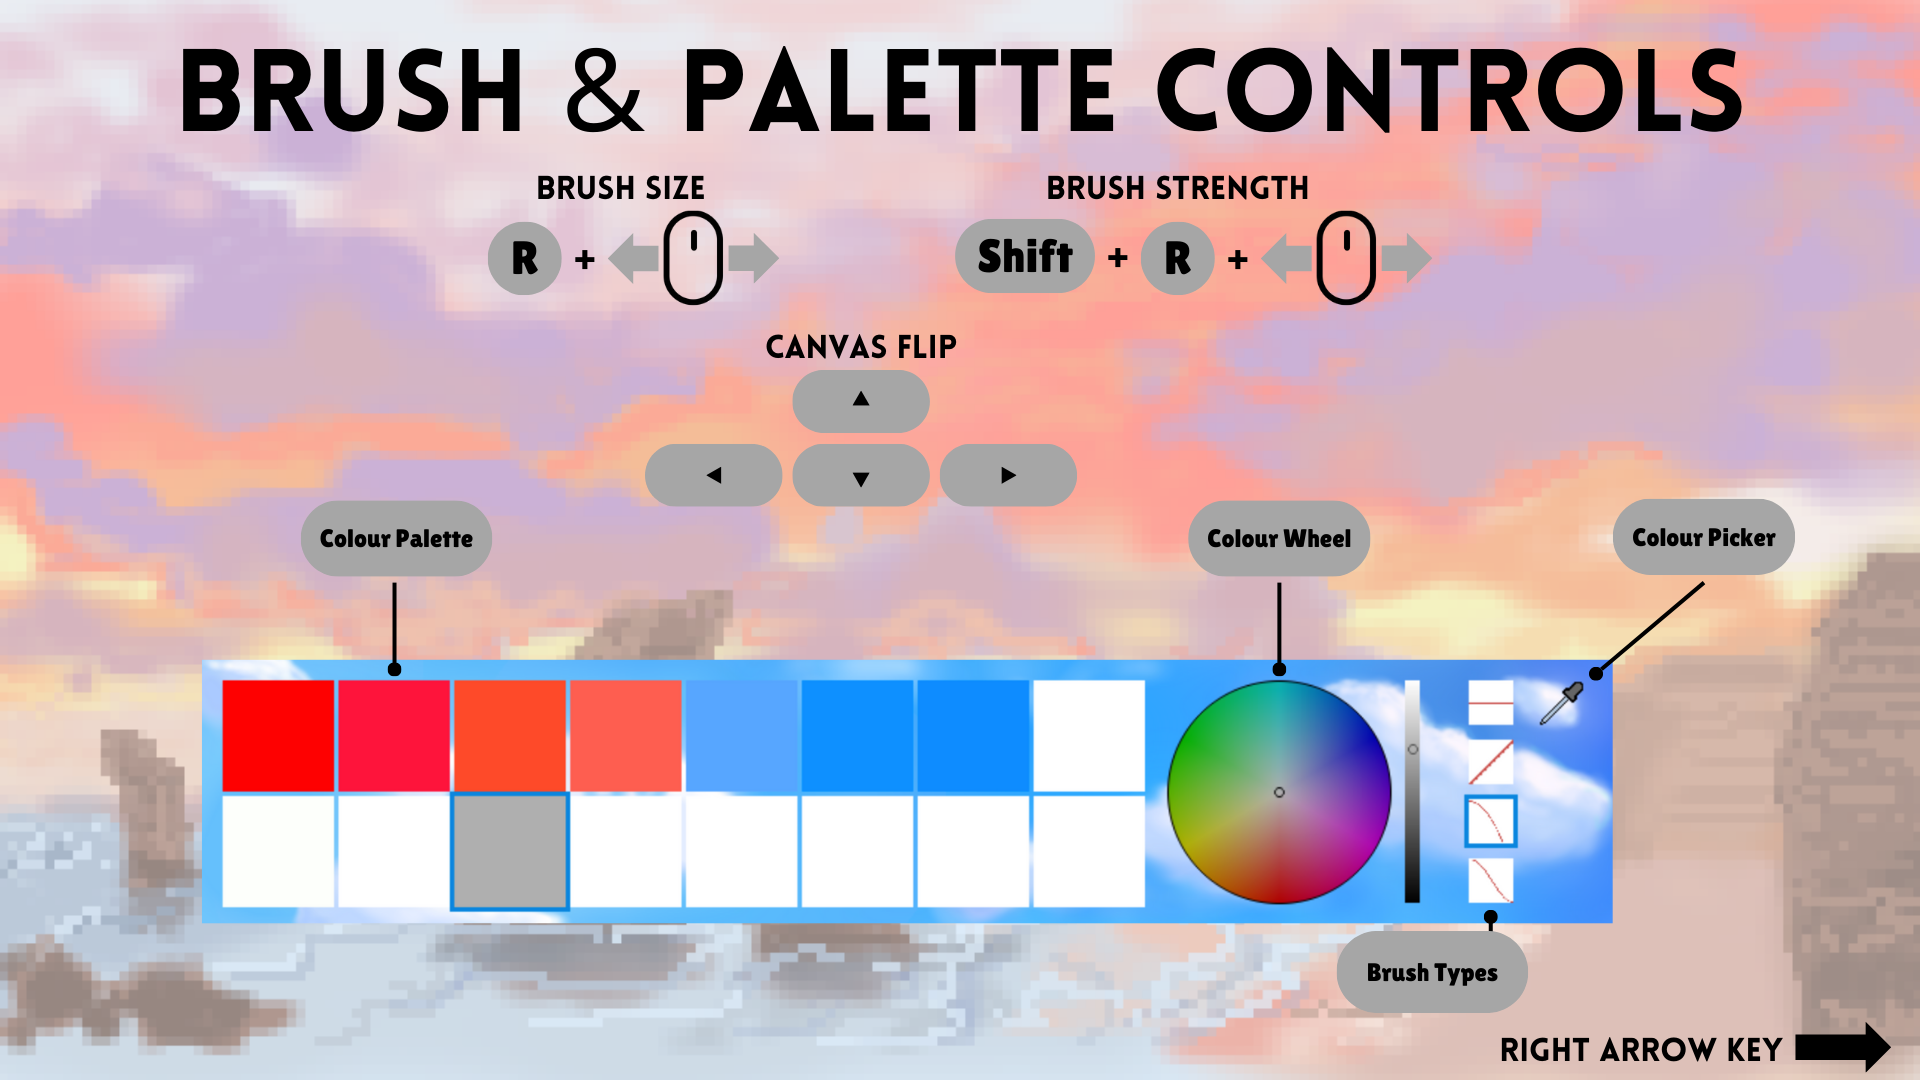 BRUSH & PALETTE CONTROLS
BRUSH SIZE
R +
BRUSH STRENGTH
Shift + R +
CANVAS FLIP
Colour Palette
Colour Wheel
Colour Picker
Brush Types
RIGHT ARROW KEY